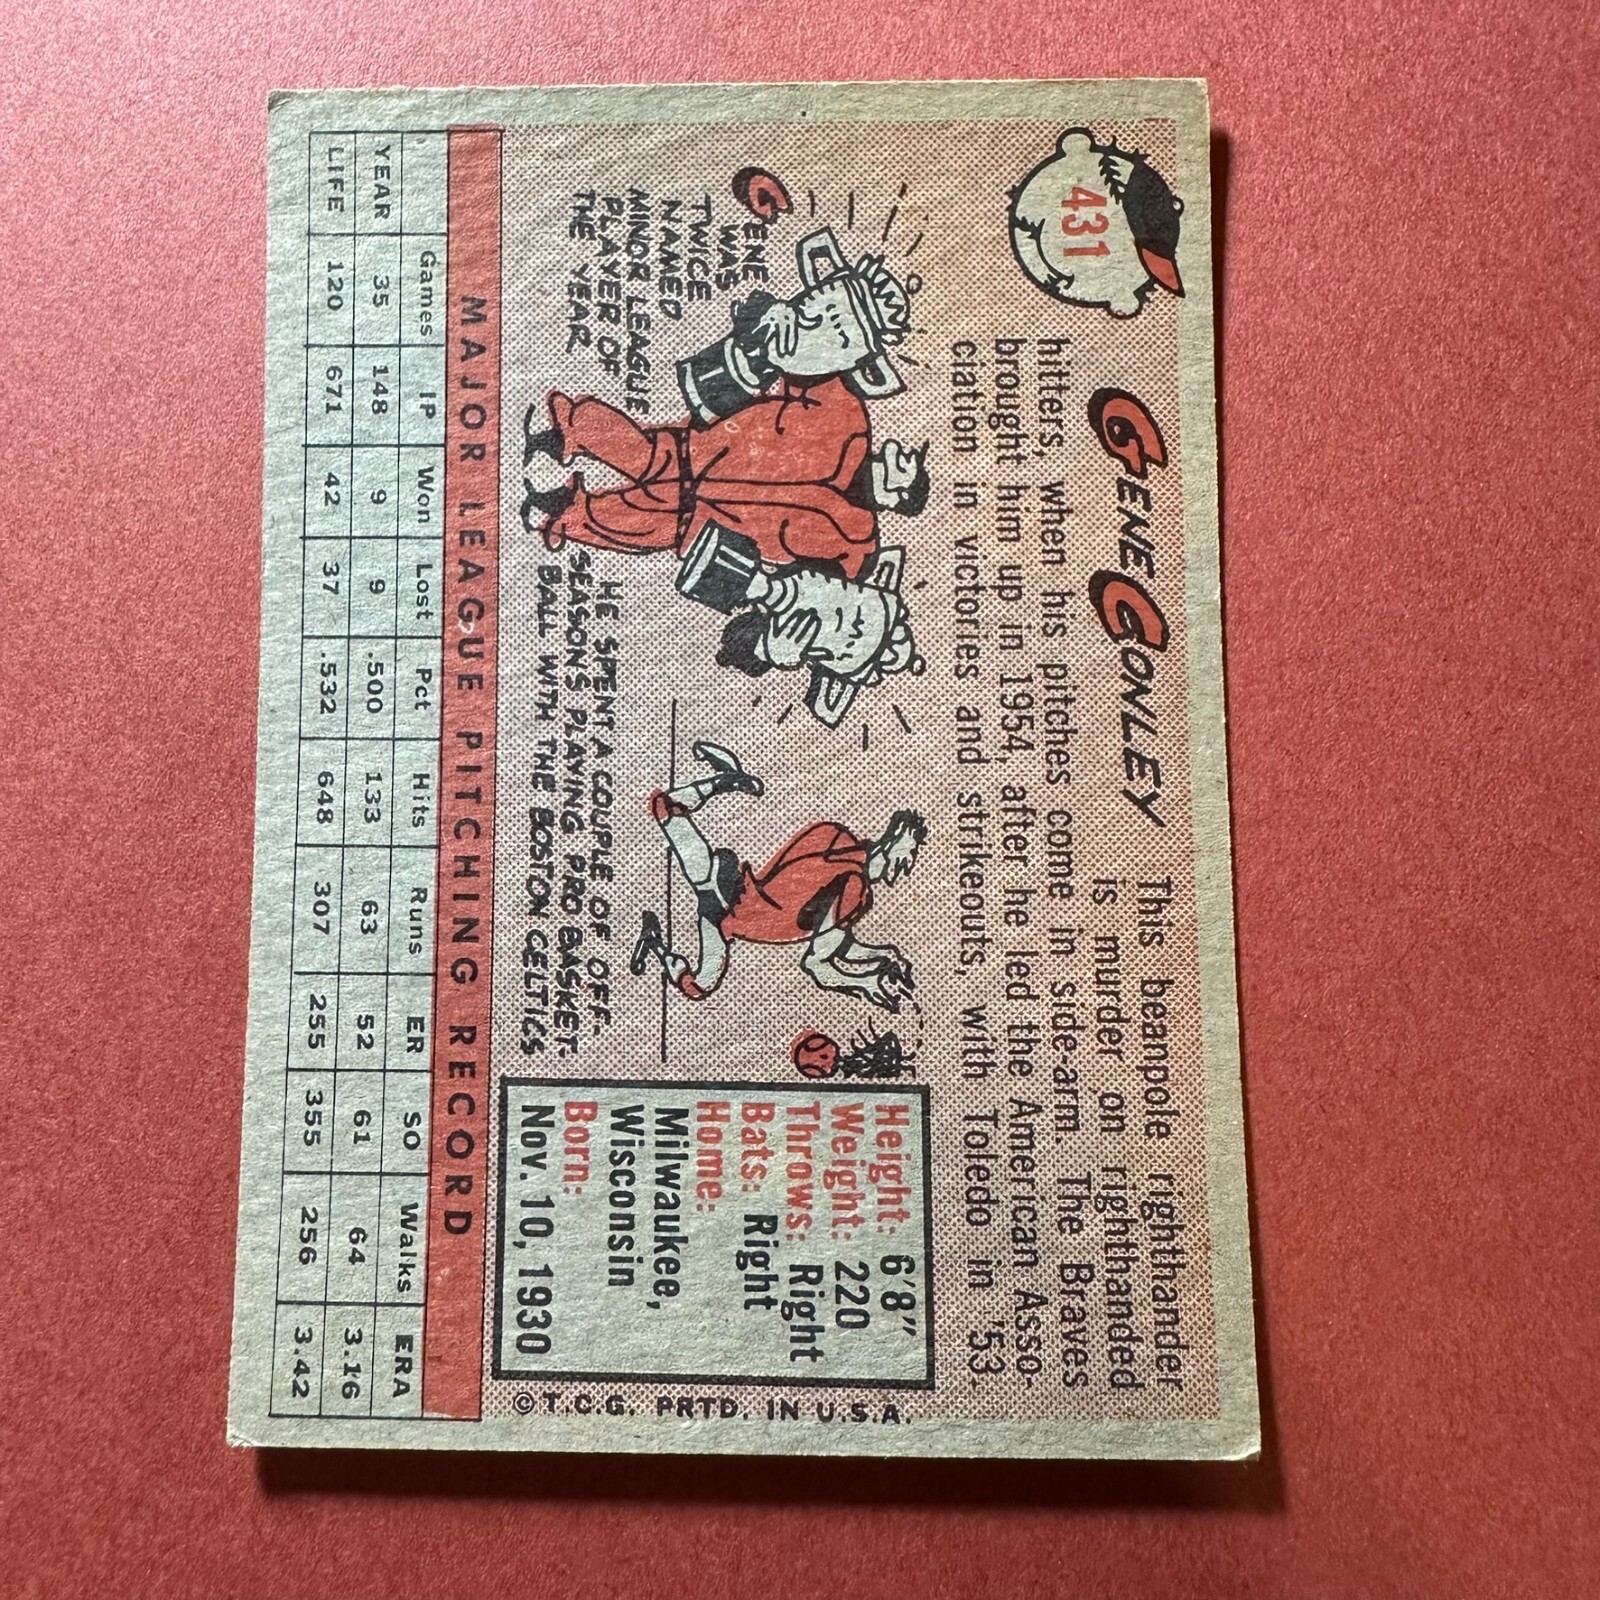 431
GENE CONLEY
This beanpole righthander
is murder on righthanded
hitters, when his pitches come in side-arm. The Braves
brought him up in 1954, after he led the American Asso-
ciation in victories and strikeouts, with Toledo in '53.
GENE
WAS
TWICE
NAMED
MINOR LEAGUE
PLAYER OF
THE YEAR
HE SPENT A COUPLE OF OFF-
SEASONS PLAYING PRO BASKET-
BALL WITH THE BOSTON CELTICS
Height: 6'8"
Weight: 220
Throws: Right
Bats: Right
Home:
Milwaukee,
Wisconsin
Born:
Nov. 10, 1930
© T.C.G. PRTD. IN U.S.A.
MAJOR LEAGUE PITCHING RECORD
Games IP Won Lost Pct Hits Runs ER SO Walks ERA
YEAR 35 148 9 9 .500 133 63 52 61 64 3.16
LIFE 120 671 42 37 .532 648 307 255 355 256 3.42